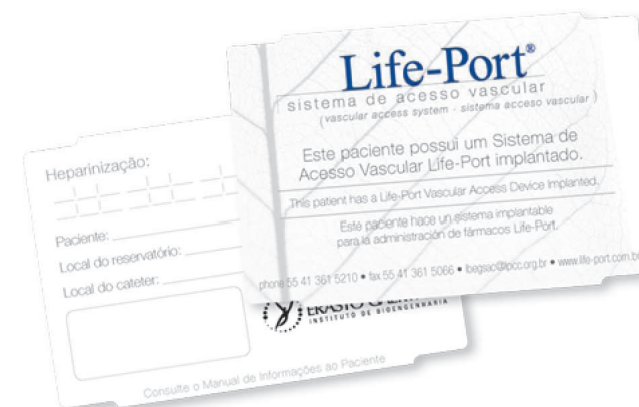 Life-Port®
sistema de acesso vascular
(vascular access system - sistema acceso vascular)
Este paciente possui um Sistema de
Acesso Vascular Life-Port implantado.
This patient has a Life-Port Vascular Access Device Implanted.
Esté paciente hace un sistema implantable
para la administración de fármacos Life-Port.
phone 55 41 361 5210 • fax 55 41 361 5066 • ibegsac@lpcc.org.br • www.life-port.com.br
Heparinização:
Paciente:
Local do reservatório:
Local do cateter:
ERASTO
INSTITUTO DE BIOENGENHARIA
Consulte o Manual de Informações ao Paciente